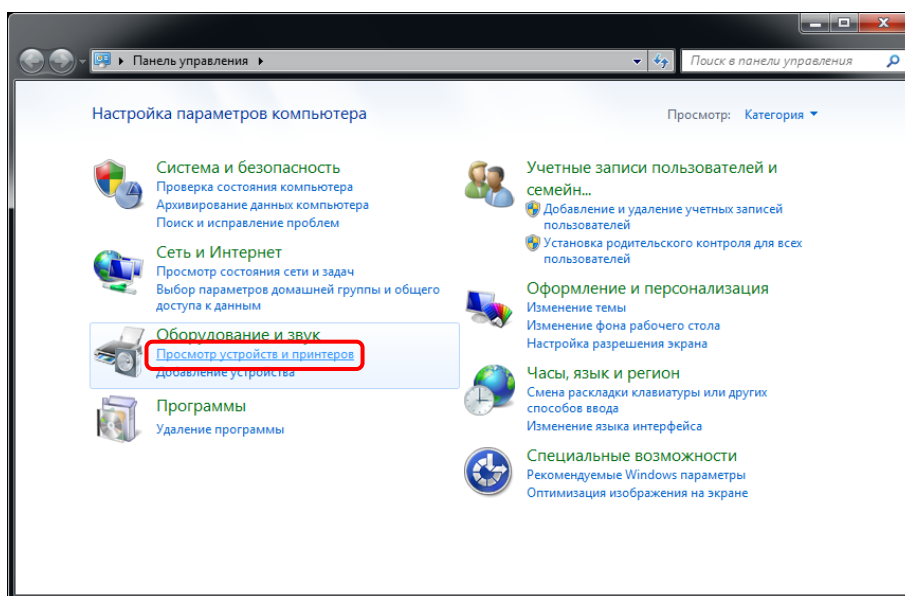 Панель управления
Поиск в панели управления
Настройка параметров компьютера
Просмотр: Категория
Система и безопасность
Проверка состояния компьютера
Архивирование данных компьютера
Поиск и исправление проблем
Сеть и Интернет
Просмотр состояния сети и задач
Выбор параметров домашней группы и общего
доступа к данным
Оборудование и звук
Просмотр устройств и принтеров
Добавление устройства
Программы
Удаление программы
Учетные записи пользователей и
семейн...
Добавление и удаление учетных записей
пользователей
Установка родительского контроля для всех
пользователей
Оформление и персонализация
Изменение темы
Изменение фона рабочего стола
Настройка разрешения экрана
Часы, язык и регион
Смена раскладки клавиатуры или других
способов ввода
Изменение языка интерфейса
Специальные возможности
Рекомендуемые Windows параметры
Оптимизация изображения на экране